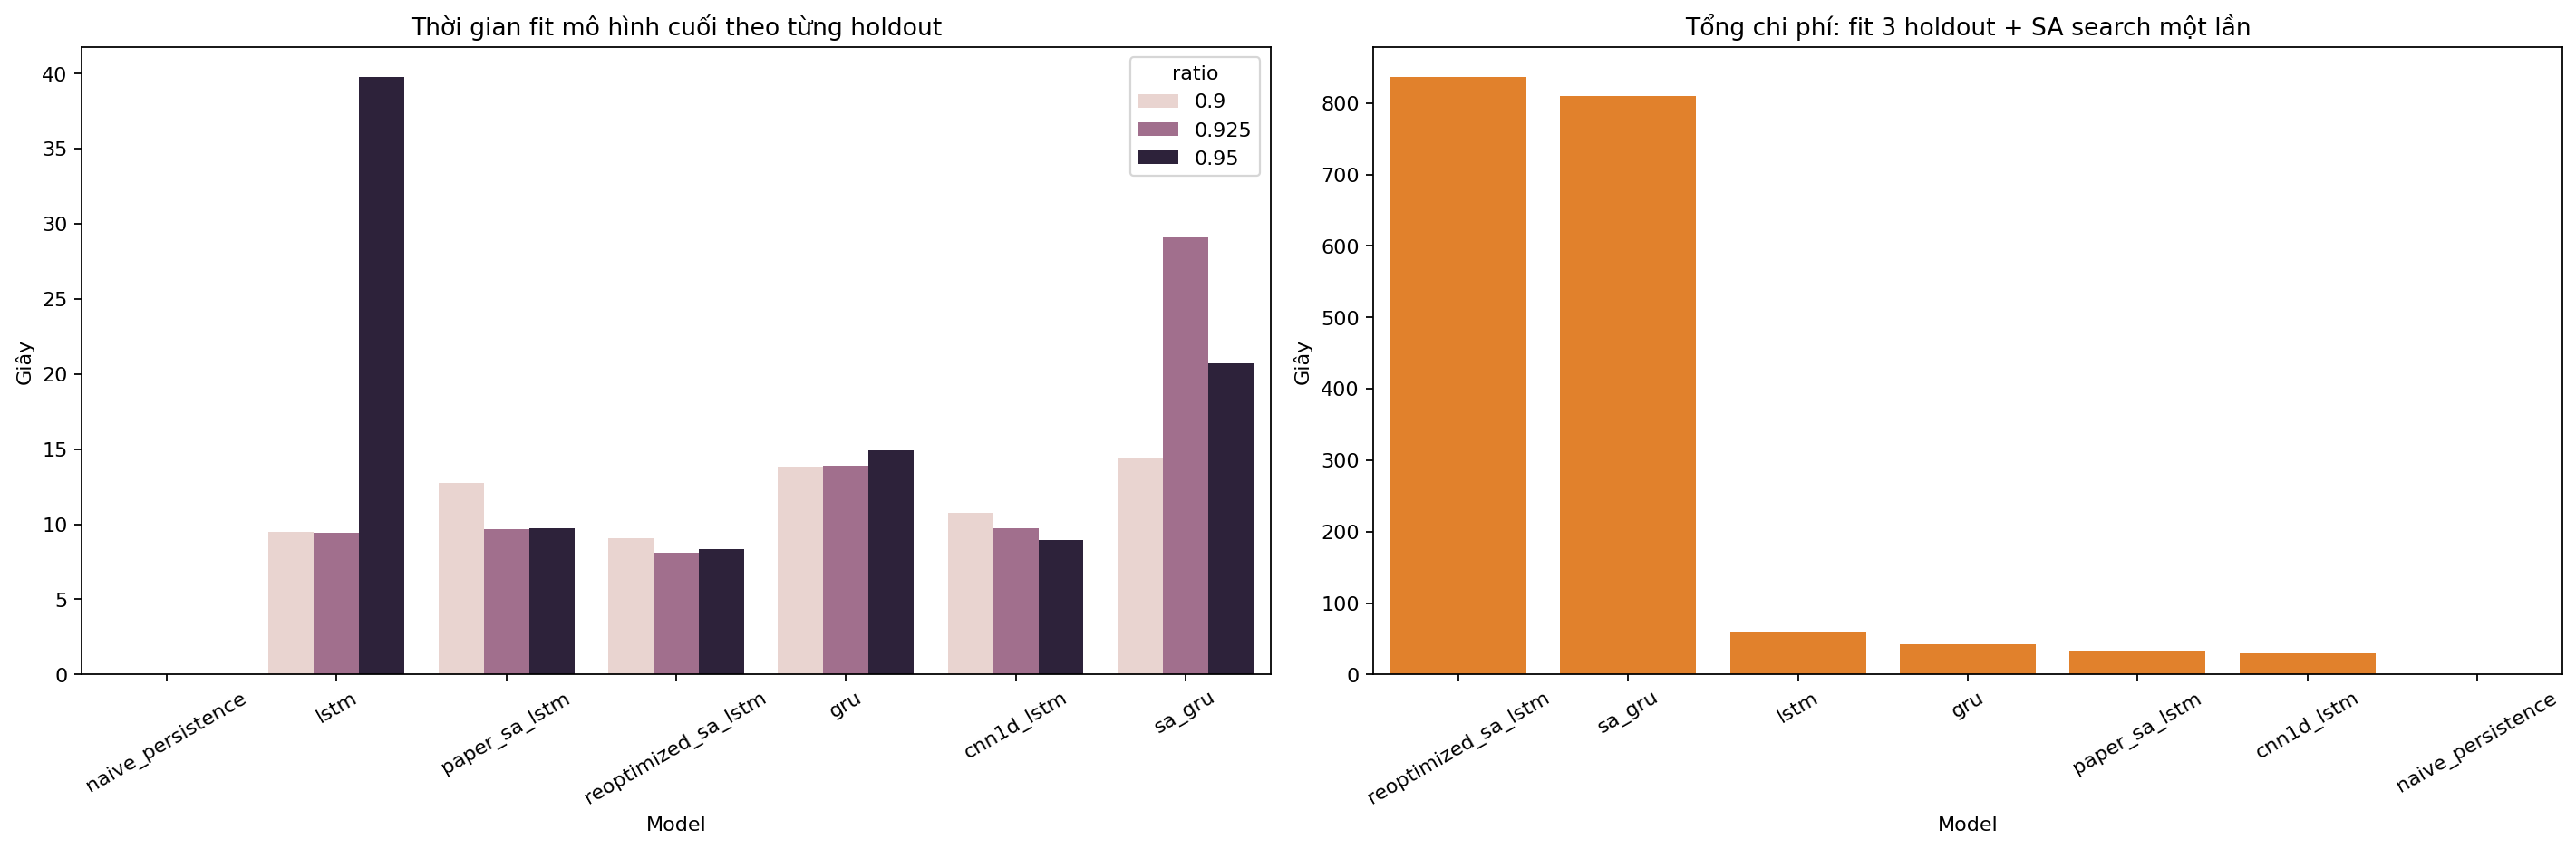 Thời gian fit mô hình cuối theo từng holdout
Giây
40
35
30
25
20
15
10
5
0
ratio
0.9
0.925
0.95
naive_persistence
lstm
paper_sa_lstm
reoptimized_sa_lstm
gru
cnn1d_lstm
sa_gru
Model
Tổng chi phí: fit 3 holdout + SA search một lần
Giây
800
700
600
500
400
300
200
100
0
reoptimized_sa_lstm
sa_gru
lstm
gru
paper_sa_lstm
cnn1d_lstm
naive_persistence
Model